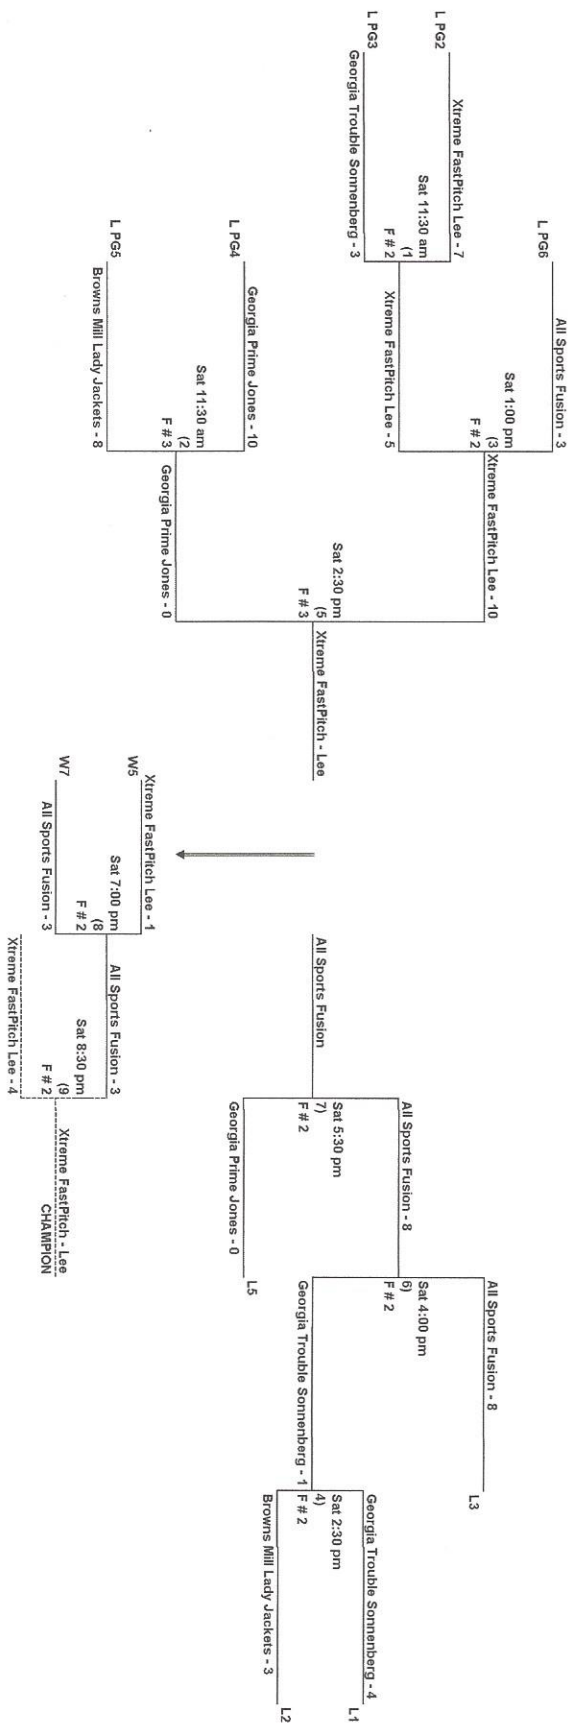 L PG6
All Sports Fusion - 3
Sat 1:00 pm
(3
F # 2
Xtreme FastPitch Lee - 10
L PG2
Xtreme FastPitch Lee - 7
Sat 11:30 am
(1
F # 2
Xtreme FastPitch Lee - 5
L PG3
Georgia Trouble Sonnenberg - 3
Sat 2:30 pm
(5
F # 3
Xtreme FastPitch - Lee
L PG4
Georgia Prime Jones - 10
Sat 11:30 am
(2
F # 3
Georgia Prime Jones - 0
L PG5
Browns Mill Lady Jackets - 8
All Sports Fusion - 8
L3
Sat 4:00 pm
6)
F # 2
All Sports Fusion - 8
Georgia Trouble Sonnenberg - 4
L1
Sat 2:30 pm
4)
F # 2
Georgia Trouble Sonnenberg - 1
Browns Mill Lady Jackets - 3
L2
Sat 5:30 pm
7)
F # 2
All Sports Fusion
Georgia Prime Jones - 0
L5
Xtreme FastPitch Lee - 1
W5
Sat 7:00 pm
(8
F # 2
All Sports Fusion - 3
W7
All Sports Fusion - 3
Sat 8:30 pm
(9
F # 2
Xtreme FastPitch - Lee
CHAMPION
Xtreme FastPitch Lee - 4